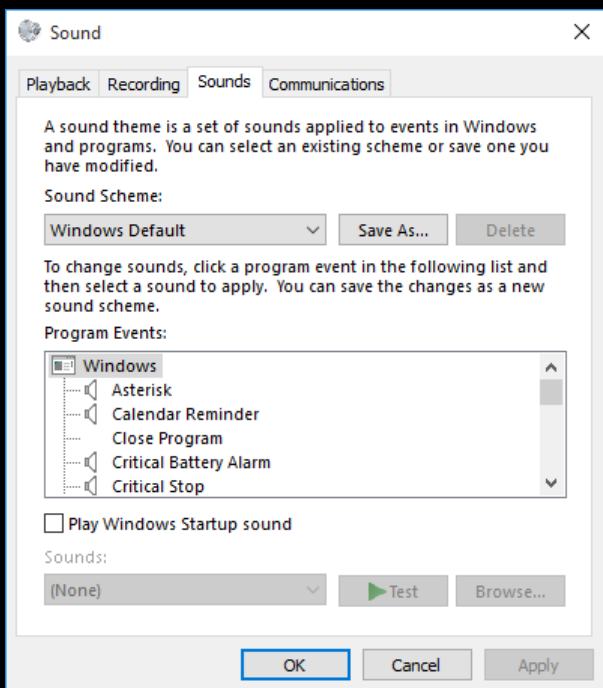 Sound
Playback Recording Sounds Communications
A sound theme is a set of sounds applied to events in Windows
and programs. You can select an existing scheme or save one you
have modified.
Sound Scheme:
Windows Default Save As... Delete
To change sounds, click a program event in the following list and
then select a sound to apply. You can save the changes as a new
sound scheme.
Program Events:
Windows
Asterisk
Calendar Reminder
Close Program
Critical Battery Alarm
Critical Stop
Play Windows Startup sound
Sounds:
(None) Test Browse...
OK Cancel Apply